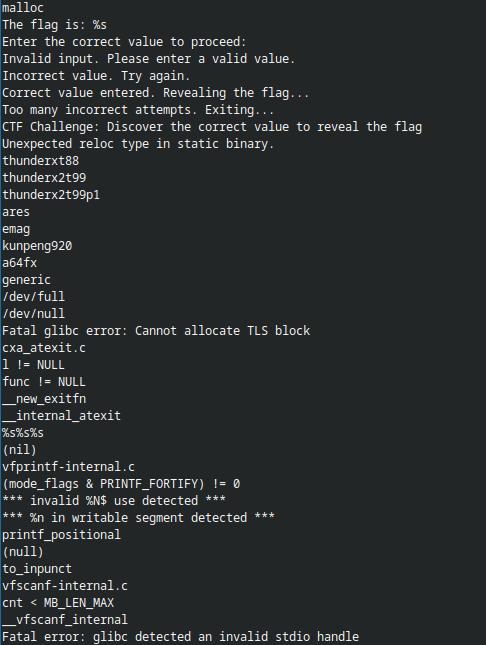 malloc
The flag is: %s
Enter the correct value to proceed:
Invalid input. Please enter a valid value.
Incorrect value. Try again.
Correct value entered. Revealing the flag...
Too many incorrect attempts. Exiting...
CTF Challenge: Discover the correct value to reveal the flag
Unexpected reloc type in static binary.
thunderxt88
thunderx2t99
thunderx2t99p1
ares
emag
kunpeng920
a64fx
generic
/dev/full
/dev/null
Fatal glibc error: Cannot allocate TLS block
cxa_atexit.c
l != NULL
func != NULL
__new_exitfn
__internal_atexit
%s%s%s
(nil)
vfprintf-internal.c
(mode_flags & PRINTF_FORTIFY) != 0
*** invalid %N$ use detected ***
*** %n in writable segment detected ***
printf_positional
(null)
to_inpunct
vfscanf-internal.c
cnt < MB_LEN_MAX
__vfscanf_internal
Fatal error: glibc detected an invalid stdio handle